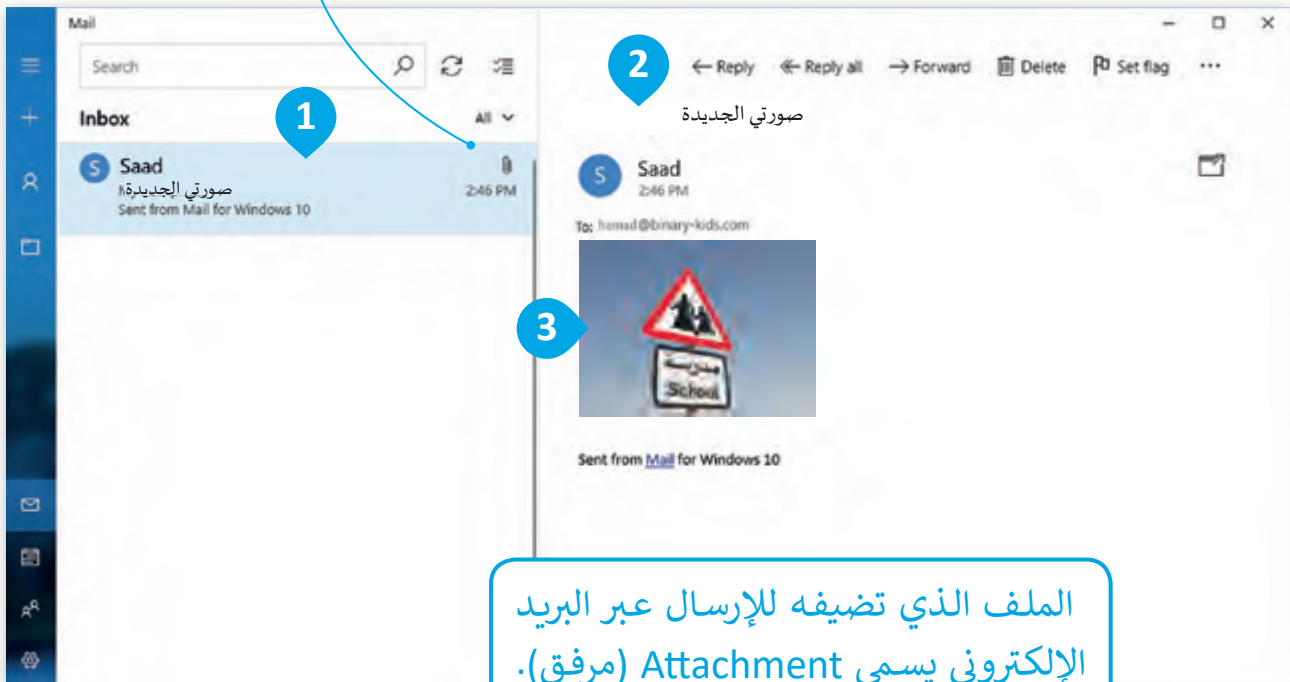 Mail
Search
Inbox
All
1
S
Saad
صورتي الجديدة
2:46 PM
Sent from Mail for Windows 10
2
Reply
Reply all
Forward
Delete
Set flag
...
صورتي الجديدة
S
Saad
2:46 PM
To: hamad@binary-kids.com
3
مدرسة
School
Sent from Mail for Windows 10
الملف الذي تضيفه للإرسال عبر البريد
الإلكتروني يسمى Attachment (مرفق).